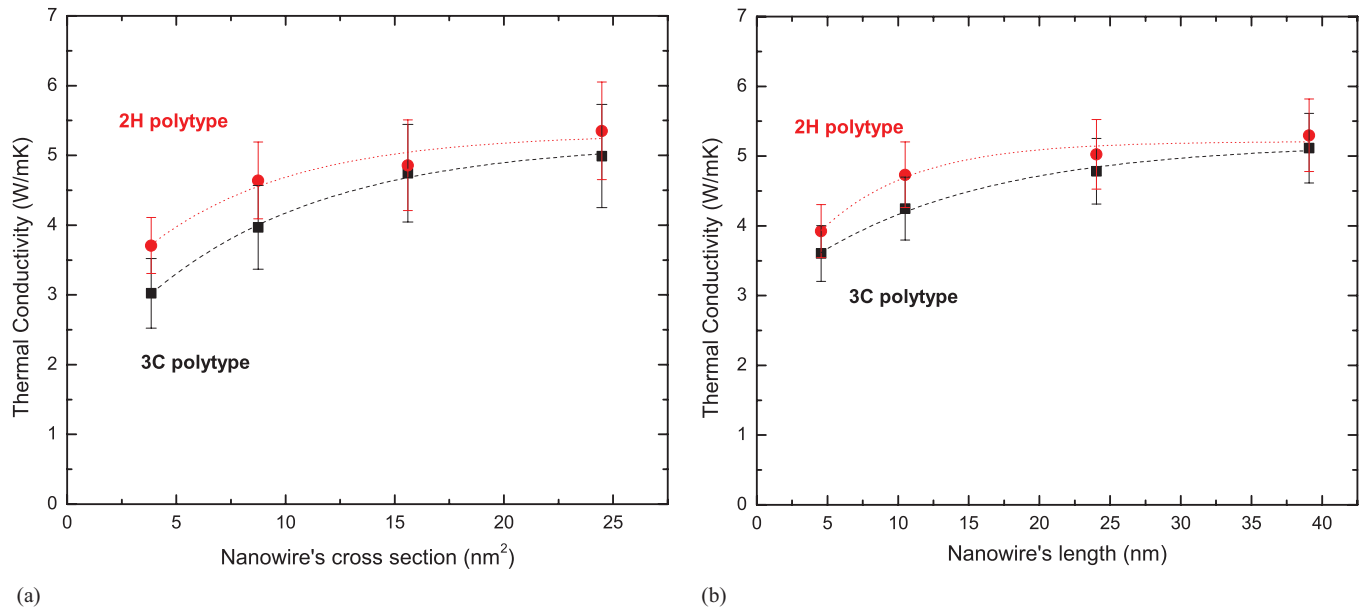 7
6
5
4
3
2
1
0
Thermal Conductivity (W/mK)
2H polytype
3C polytype
0 5 10 15 20 25
Nanowire's cross section (nm²)
(a)
7
6
5
4
3
2
1
0
Thermal Conductivity (W/mK)
2H polytype
3C polytype
0 5 10 15 20 25 30 35 40
Nanowire's length (nm)
(b)